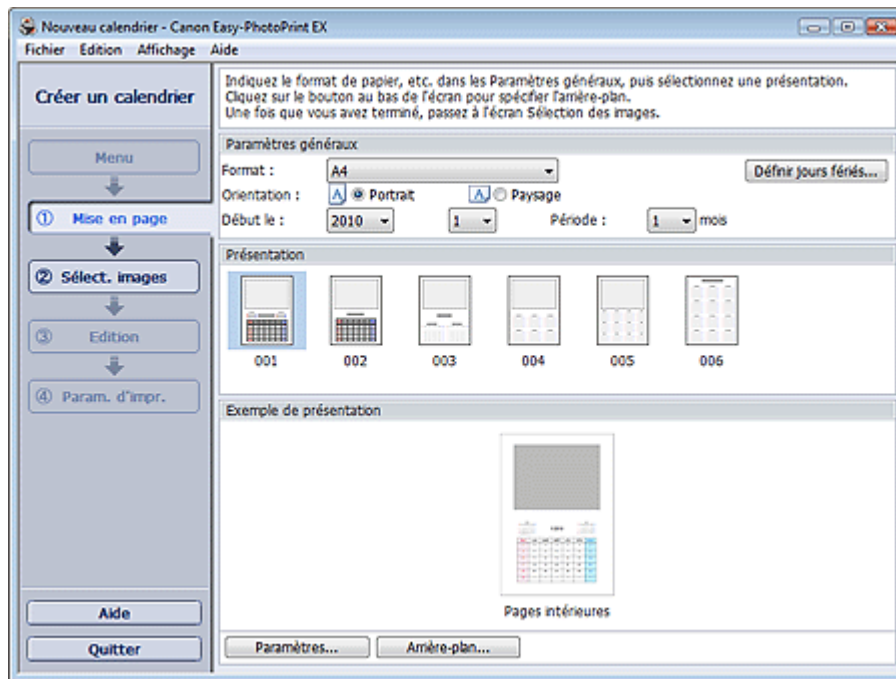 Nouveau calendrier - Canon Easy-PhotoPrint EX
Fichier Edition Affichage Aide
Créer un calendrier
Menu
① Mise en page
② Sélect. images
③ Edition
④ Param. d'impr.
Aide
Quitter
Indiquez le format de papier, etc. dans les Paramètres généraux, puis sélectionnez une présentation.
Cliquez sur le bouton au bas de l'écran pour spécifier l'arrière-plan.
Une fois que vous avez terminé, passez à l'écran Sélection des images.
Paramètres généraux
Format : A4 Définir jours fériés...
Orientation : A Portrait A Paysage
Début le : 2010 1 Période : 1 mois
Présentation
001 002 003 004 005 006
Exemple de présentation
Pages intérieures
Paramètres... Arrière-plan...